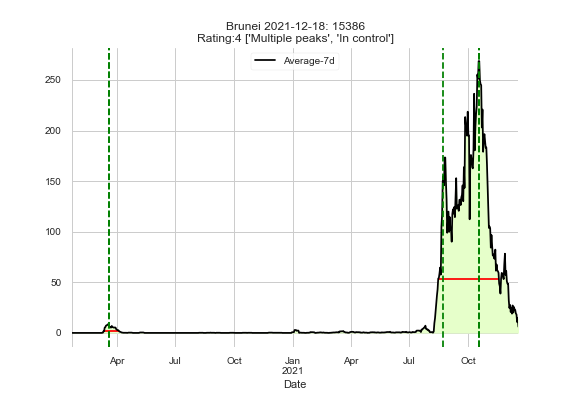 Brunei 2021-12-18: 15386
Rating:4 ['Multiple peaks', 'In control']
Average-7d
250
200
150
100
50
0
Apr Jul Oct Jan Apr Jul Oct
2021
Date